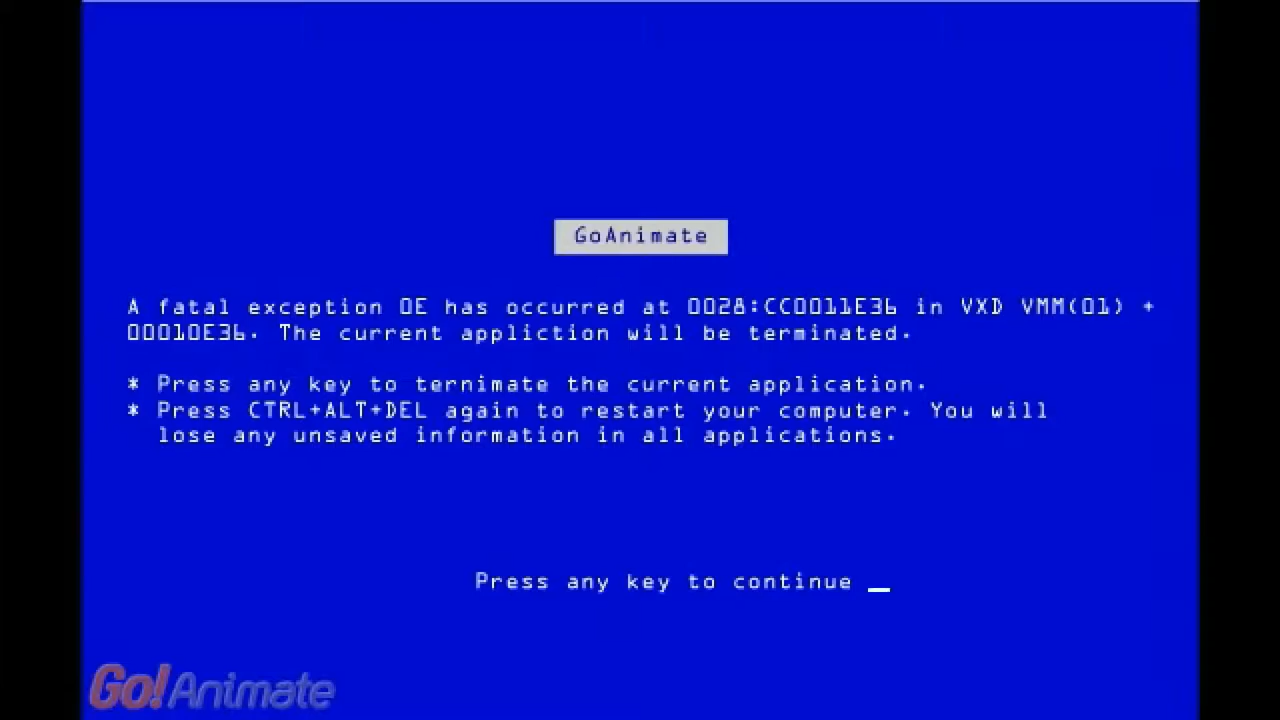 GoAnimate
A fatal exception 0E has occurred at 0028:CC0011E36 in VXD VMM(01) +
00010E36. The current appliction will be terminated.
* Press any key to ternimate the current application.
* Press CTRL+ALT+DEL again to restart your computer. You will
lose any unsaved information in all applications.
Press any key to continue _
Go!Animate